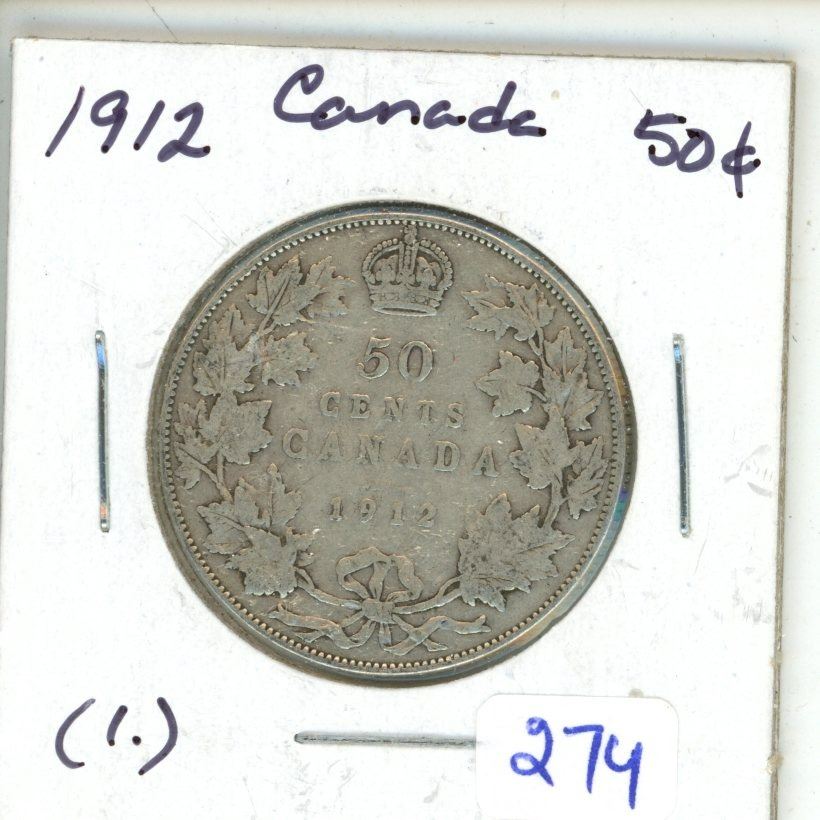 1912 Canada 50¢
50
CENTS
CANADA
1912
(1.)
274